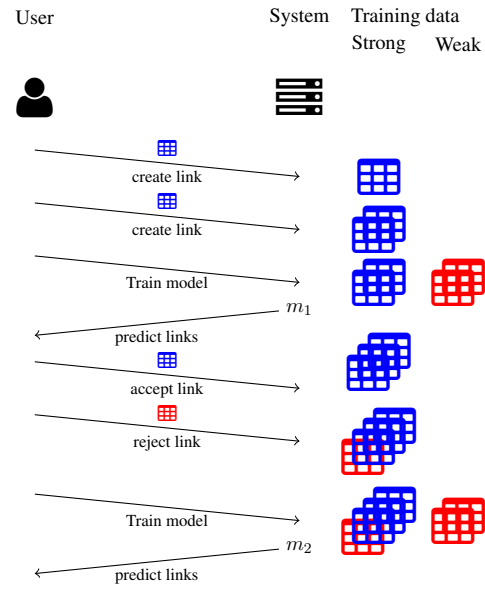 User System Training data
Strong Weak
create link
create link
Train model
m₁
predict links
accept link
reject link
Train model
m₂
predict links